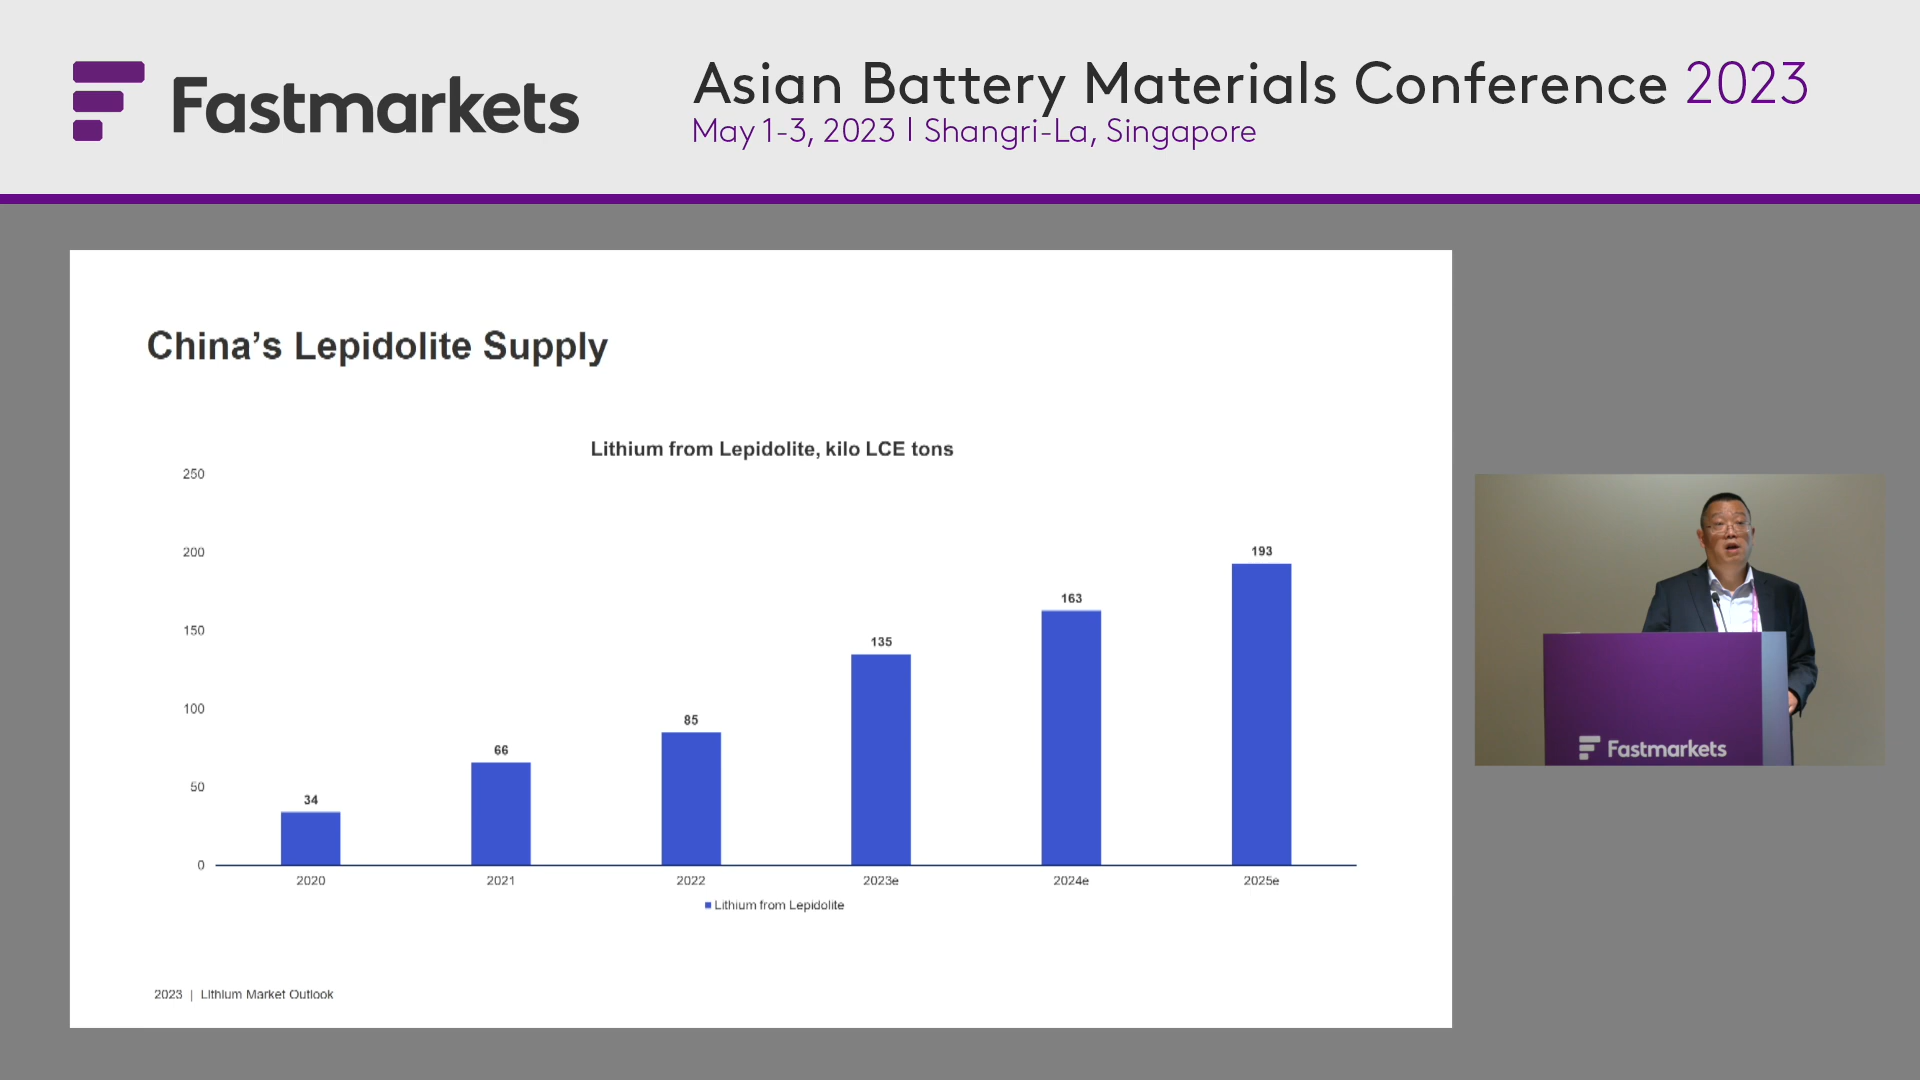 Fastmarkets
Asian Battery Materials Conference 2023
May 1-3, 2023 | Shangri-La, Singapore
China’s Lepidolite Supply
Lithium from Lepidolite, kilo LCE tons
250
200
150
100
50
0
34
66
85
135
163
193
2020
2021
2022
2023e
2024e
2025e
Lithium from Lepidolite
2023 | Lithium Market Outlook
Fastmarkets